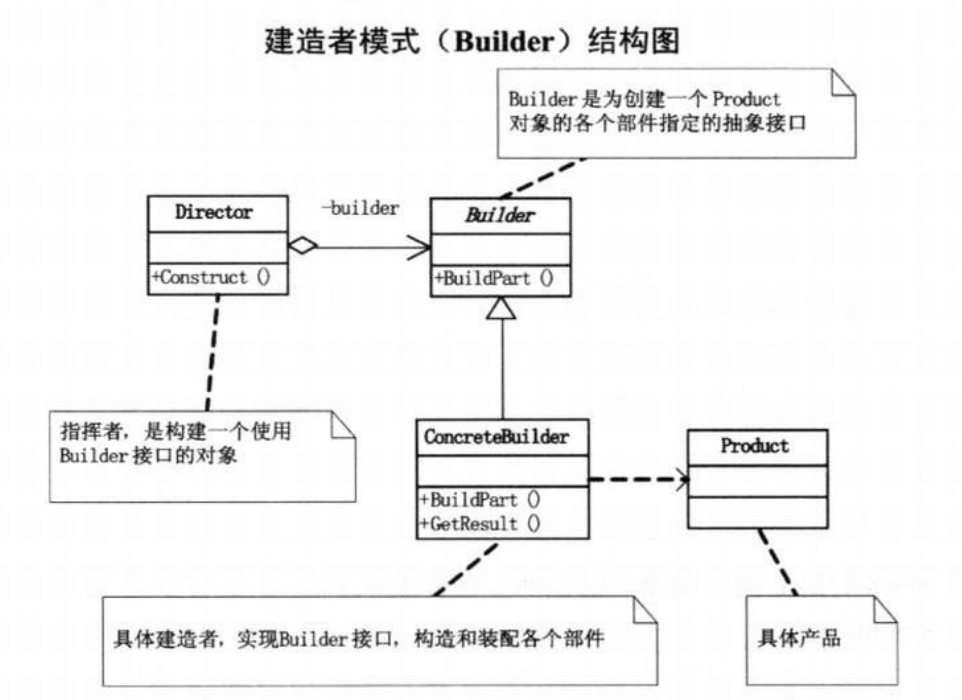 建造者模式（Builder）结构图
Builder是为创建一个Product
对象的各个部件指定的抽象接口
Director
-builder
Builder
+Construct ()
+BuildPart ()
指挥者，是构建一个使用
Builder接口的对象
ConcreteBuilder
+BuildPart ()
+GetResult ()
Product
具体建造者，实现Builder接口，构造和装配各个部件
具体产品